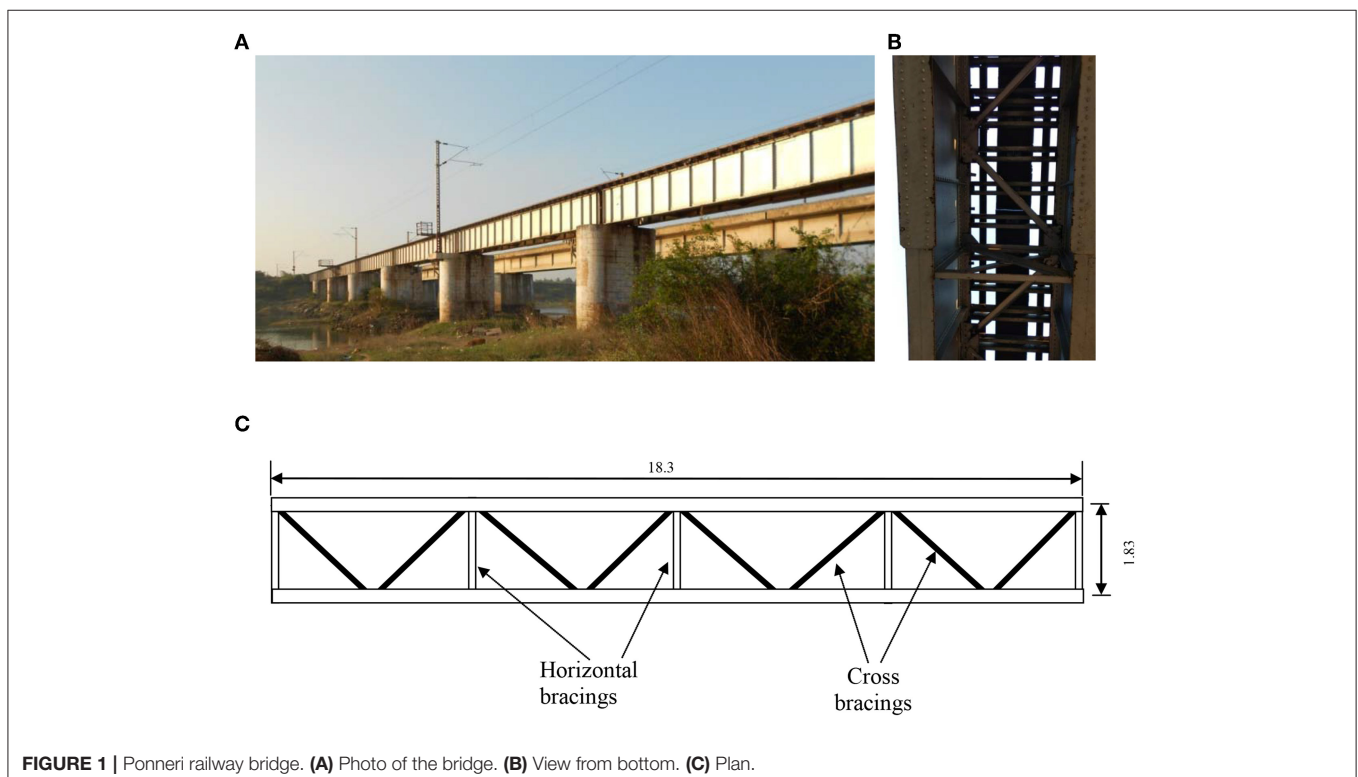 A
B
C
18.3
1.83
Horizontal
bracings
Cross
bracings
FIGURE 1 | Ponneri railway bridge. (A) Photo of the bridge. (B) View from bottom. (C) Plan.